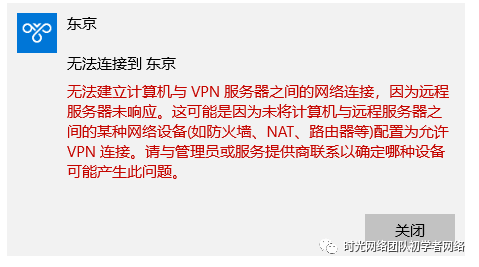 东京
无法连接到 东京
无法建立计算机与 VPN 服务器之间的网络连接，因为远程
服务器未响应。这可能是因为未将计算机与远程服务器之
间的某种网络设备(如防火墙、NAT、路由器等)配置为允许
VPN 连接。请与管理员或服务提供商联系以确定哪种设备
可能产生此问题。
关闭
时光网络团队初学者网络